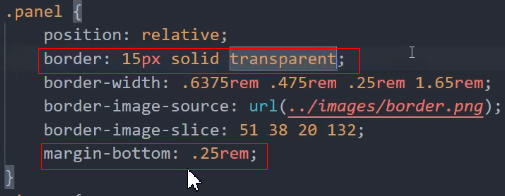 .panel {
position: relative;
border: 15px solid transparent;
border-width: .6375rem .475rem .25rem 1.65rem;
border-image-source: url(../images/border.png);
border-image-slice: 51 38 20 132;
margin-bottom: .25rem;
}